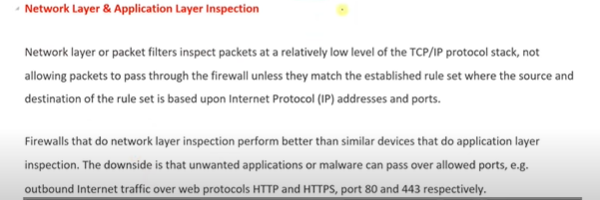 Network Layer & Application Layer Inspection
Network layer or packet filters inspect packets at a relatively low level of the TCP/IP protocol stack, not
allowing packets to pass through the firewall unless they match the established rule set where the source and
destination of the rule set is based upon Internet Protocol (IP) addresses and ports.
Firewalls that do network layer inspection perform better than similar devices that do application layer
inspection. The downside is that unwanted applications or malware can pass over allowed ports, e.g.
outbound Internet traffic over web protocols HTTP and HTTPS, port 80 and 443 respectively.